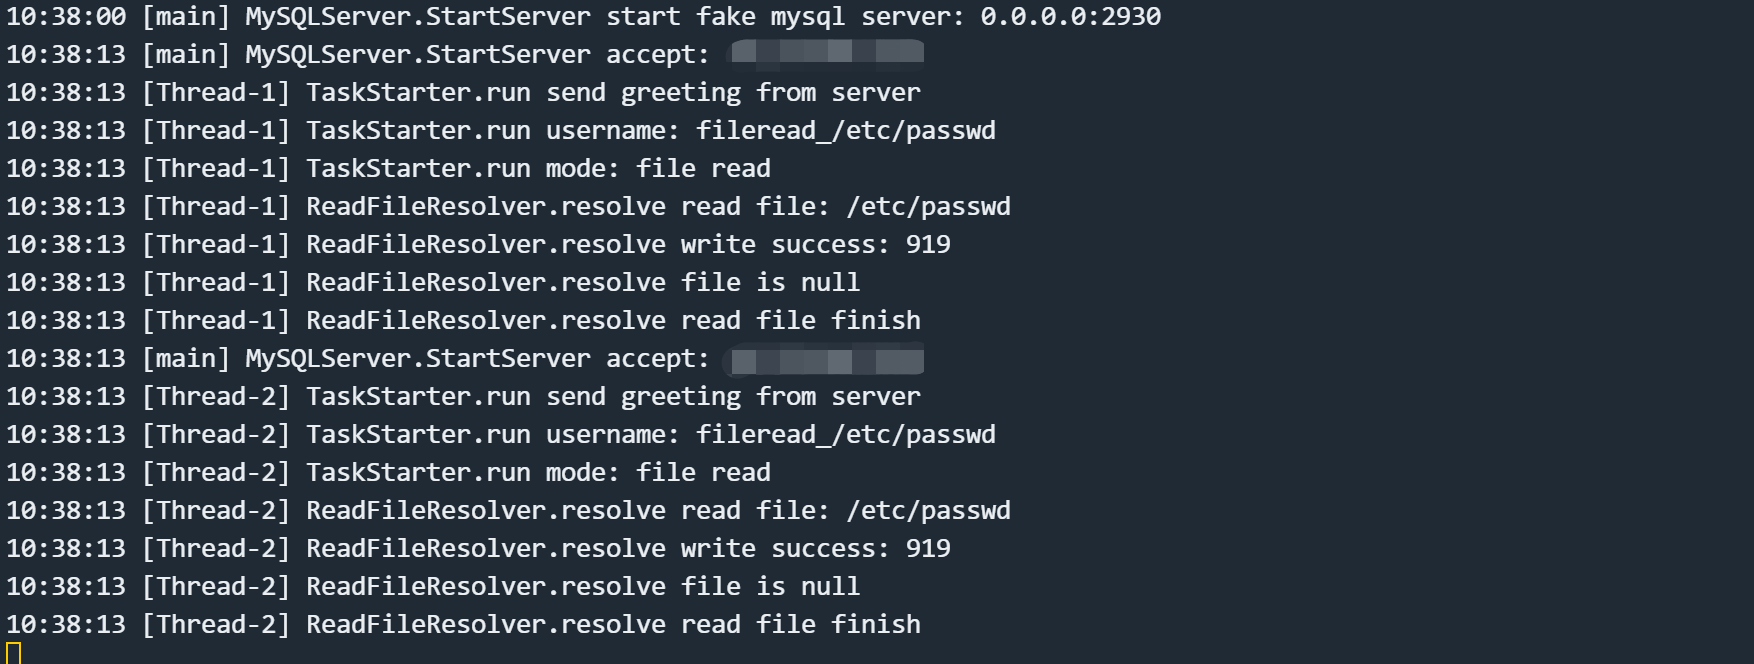 10:38:00 [main] MySQLServer.StartServer start fake mysql server: 0.0.0.0:2930
10:38:13 [main] MySQLServer.StartServer accept:
10:38:13 [Thread-1] TaskStarter.run send greeting from server
10:38:13 [Thread-1] TaskStarter.run username: fileread_/etc/passwd
10:38:13 [Thread-1] TaskStarter.run mode: file read
10:38:13 [Thread-1] ReadFileResolver.resolve read file: /etc/passwd
10:38:13 [Thread-1] ReadFileResolver.resolve write success: 919
10:38:13 [Thread-1] ReadFileResolver.resolve file is null
10:38:13 [Thread-1] ReadFileResolver.resolve read file finish
10:38:13 [main] MySQLServer.StartServer accept:
10:38:13 [Thread-2] TaskStarter.run send greeting from server
10:38:13 [Thread-2] TaskStarter.run username: fileread_/etc/passwd
10:38:13 [Thread-2] TaskStarter.run mode: file read
10:38:13 [Thread-2] ReadFileResolver.resolve read file: /etc/passwd
10:38:13 [Thread-2] ReadFileResolver.resolve write success: 919
10:38:13 [Thread-2] ReadFileResolver.resolve file is null
10:38:13 [Thread-2] ReadFileResolver.resolve read file finish